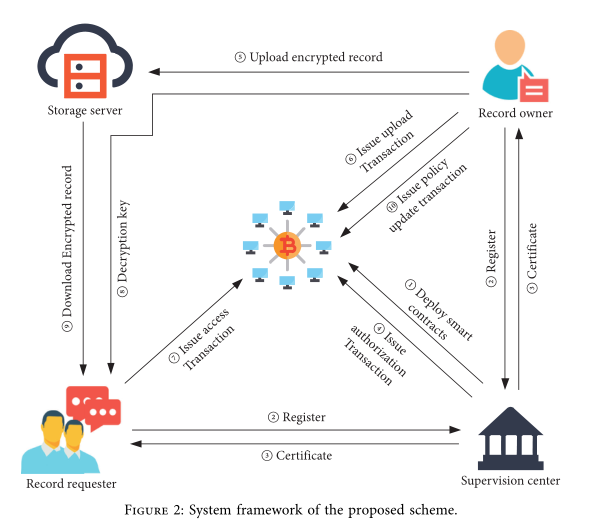 ⑤ Upload encrypted record
Storage server
Record owner
⑥ Issue upload
Transaction
⑩ Issue policy
update transaction
⑨ Download Encrypted record
⑧ Decryption key
② Register
③ Certificate
① Deploy smart
contracts
④ Issue
authorization
Transaction
⑦ Issue access
Transaction
② Register
③ Certificate
Record requester
Supervision center
FIGURE 2: System framework of the proposed scheme.